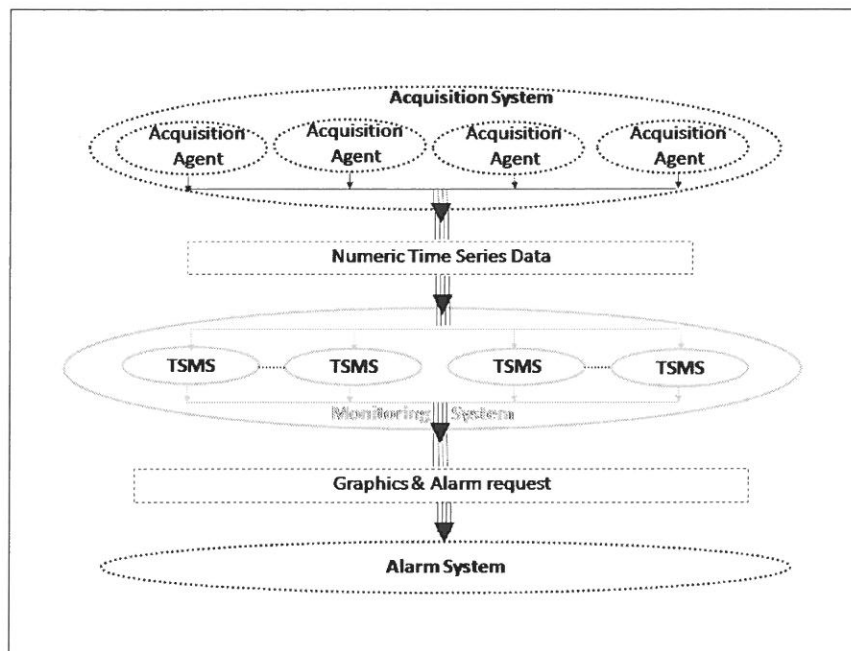 Acquisition System
Acquisition Agent
Acquisition Agent
Acquisition Agent
Acquisition Agent
Numeric Time Series Data
TSMS TSMS TSMS TSMS
Monitoring System
Graphics & Alarm request
Alarm System